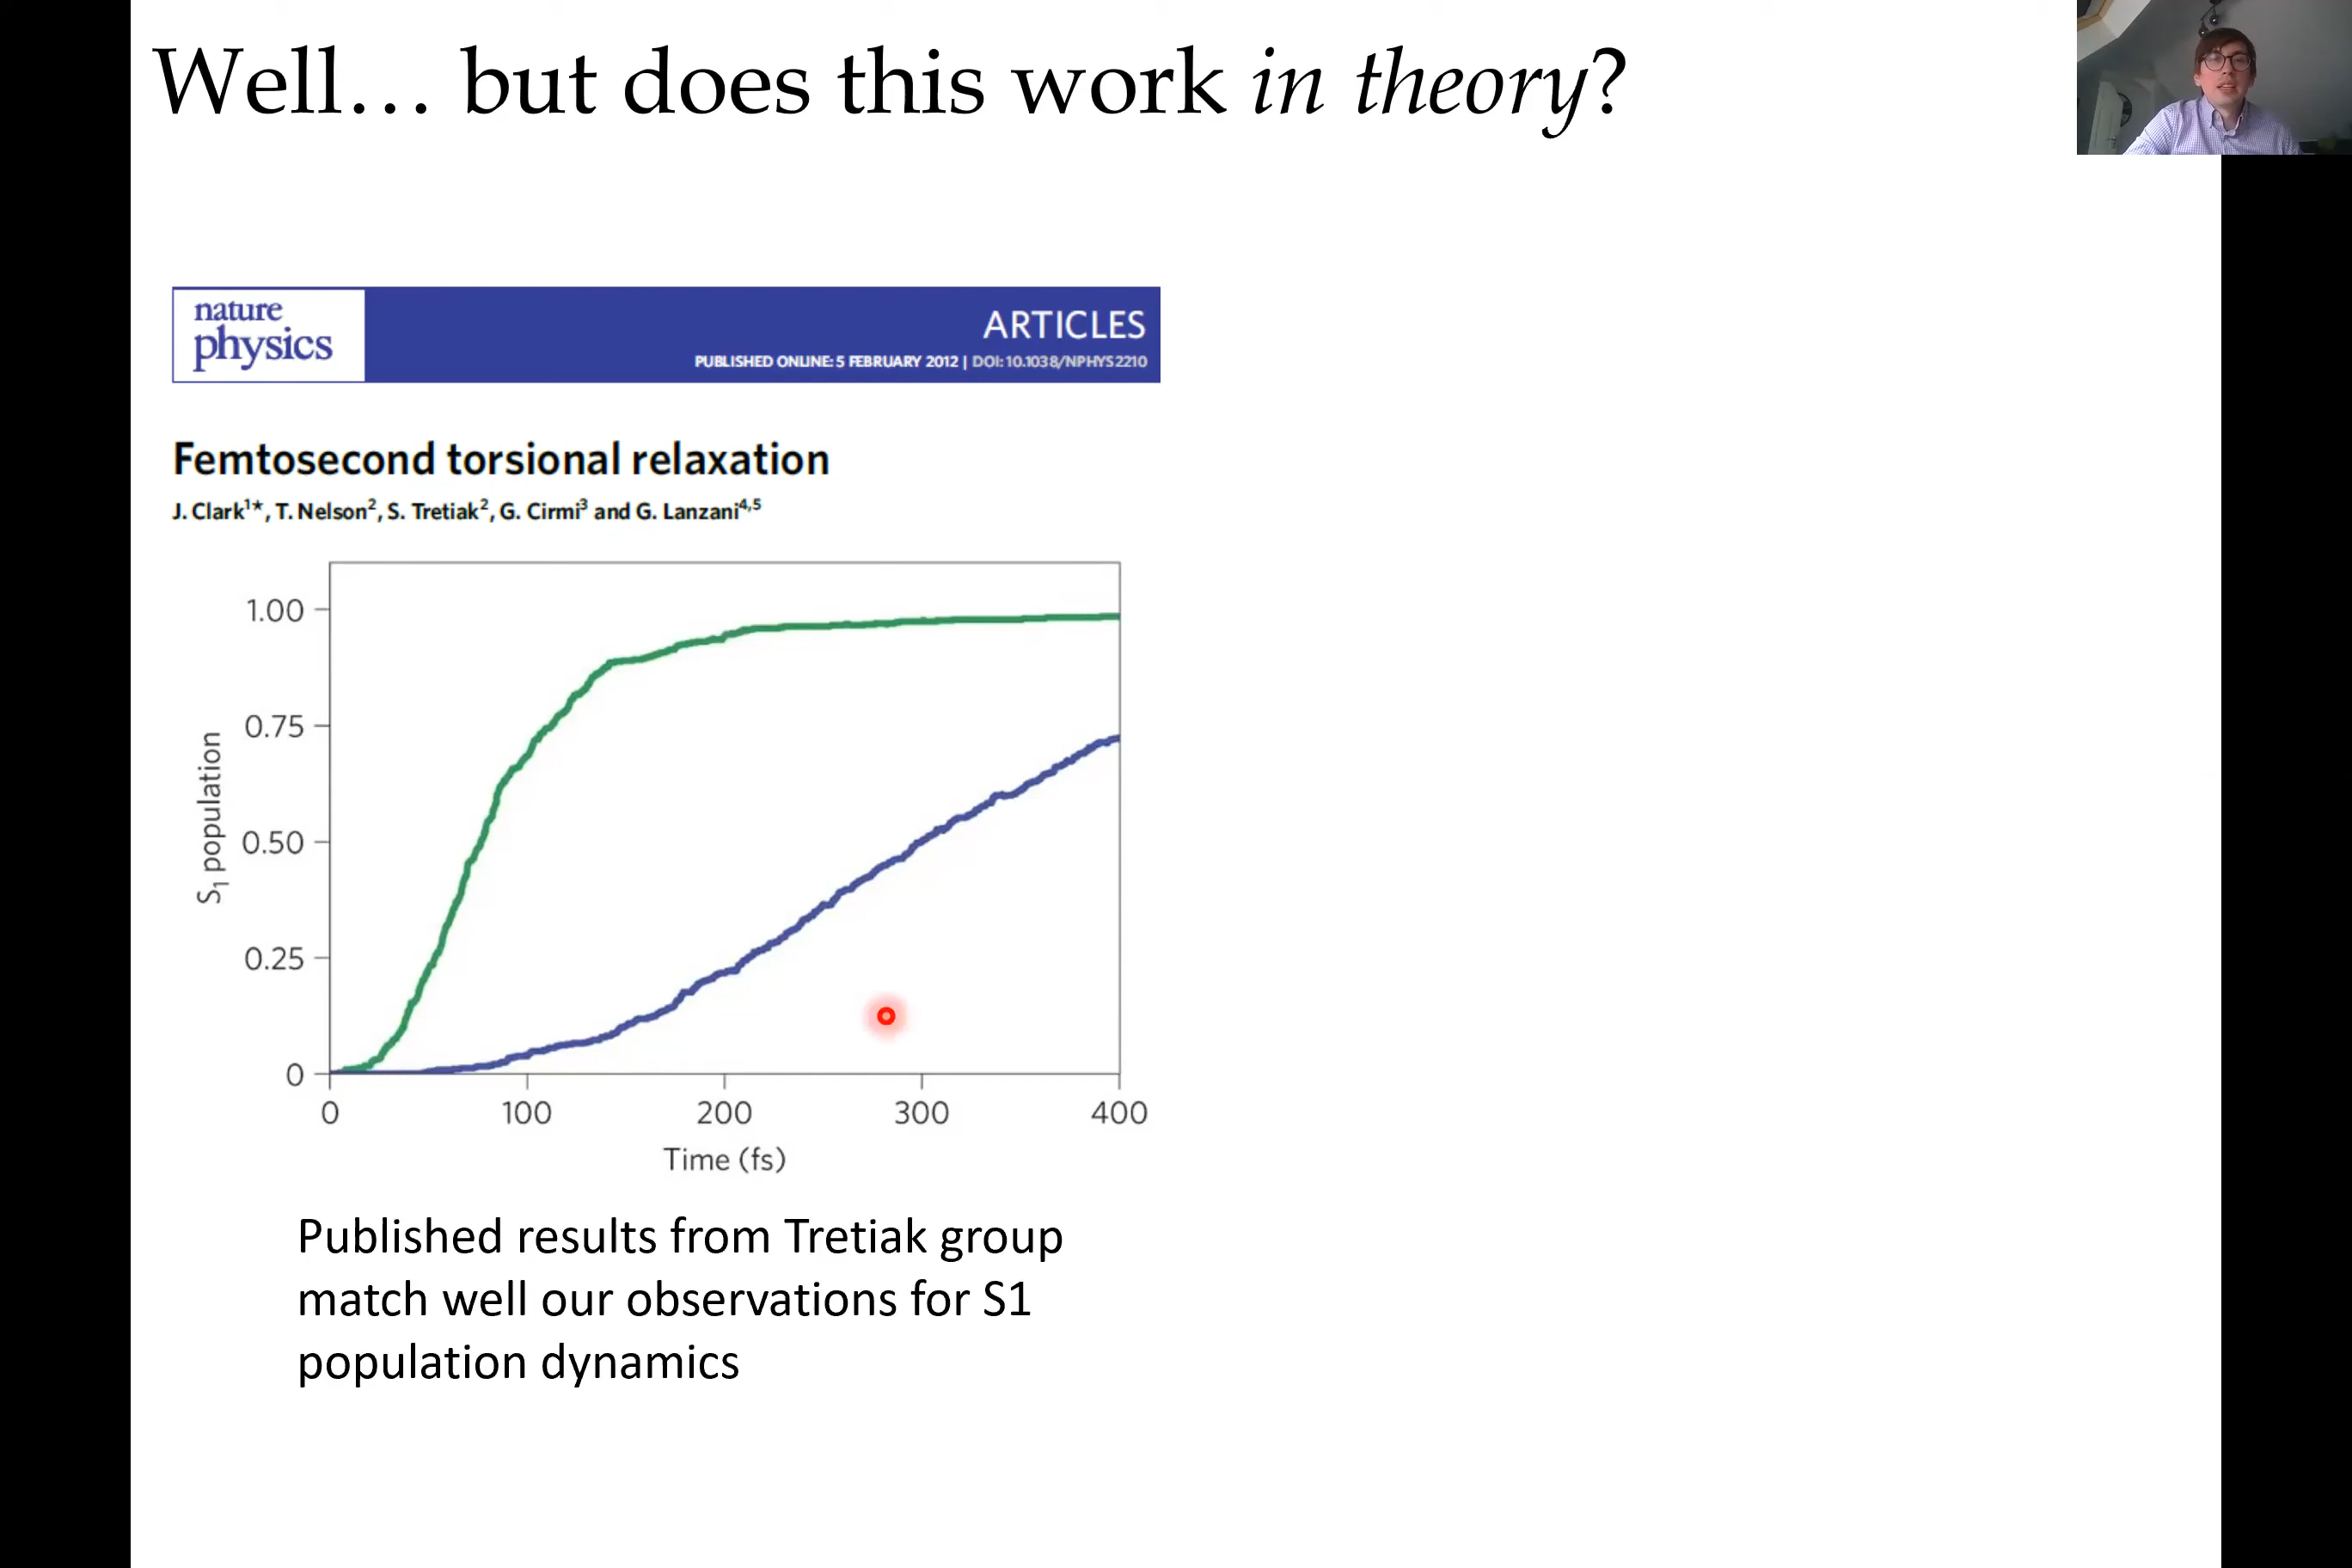 Well… but does this work in theory?
nature
physics
ARTICLES
PUBLISHED ONLINE: 5 FEBRUARY 2012 | DOI: 10.1038/NPHYS2210
Femtosecond torsional relaxation
J. Clark¹*, T. Nelson², S. Tretiak², G. Cirmi³ and G. Lanzani⁴,⁵
1.00
0.75
0.50
0.25
0
S₁ population
0 100 200 300 400
Time (fs)
Published results from Tretiak group
match well our observations for S1
population dynamics